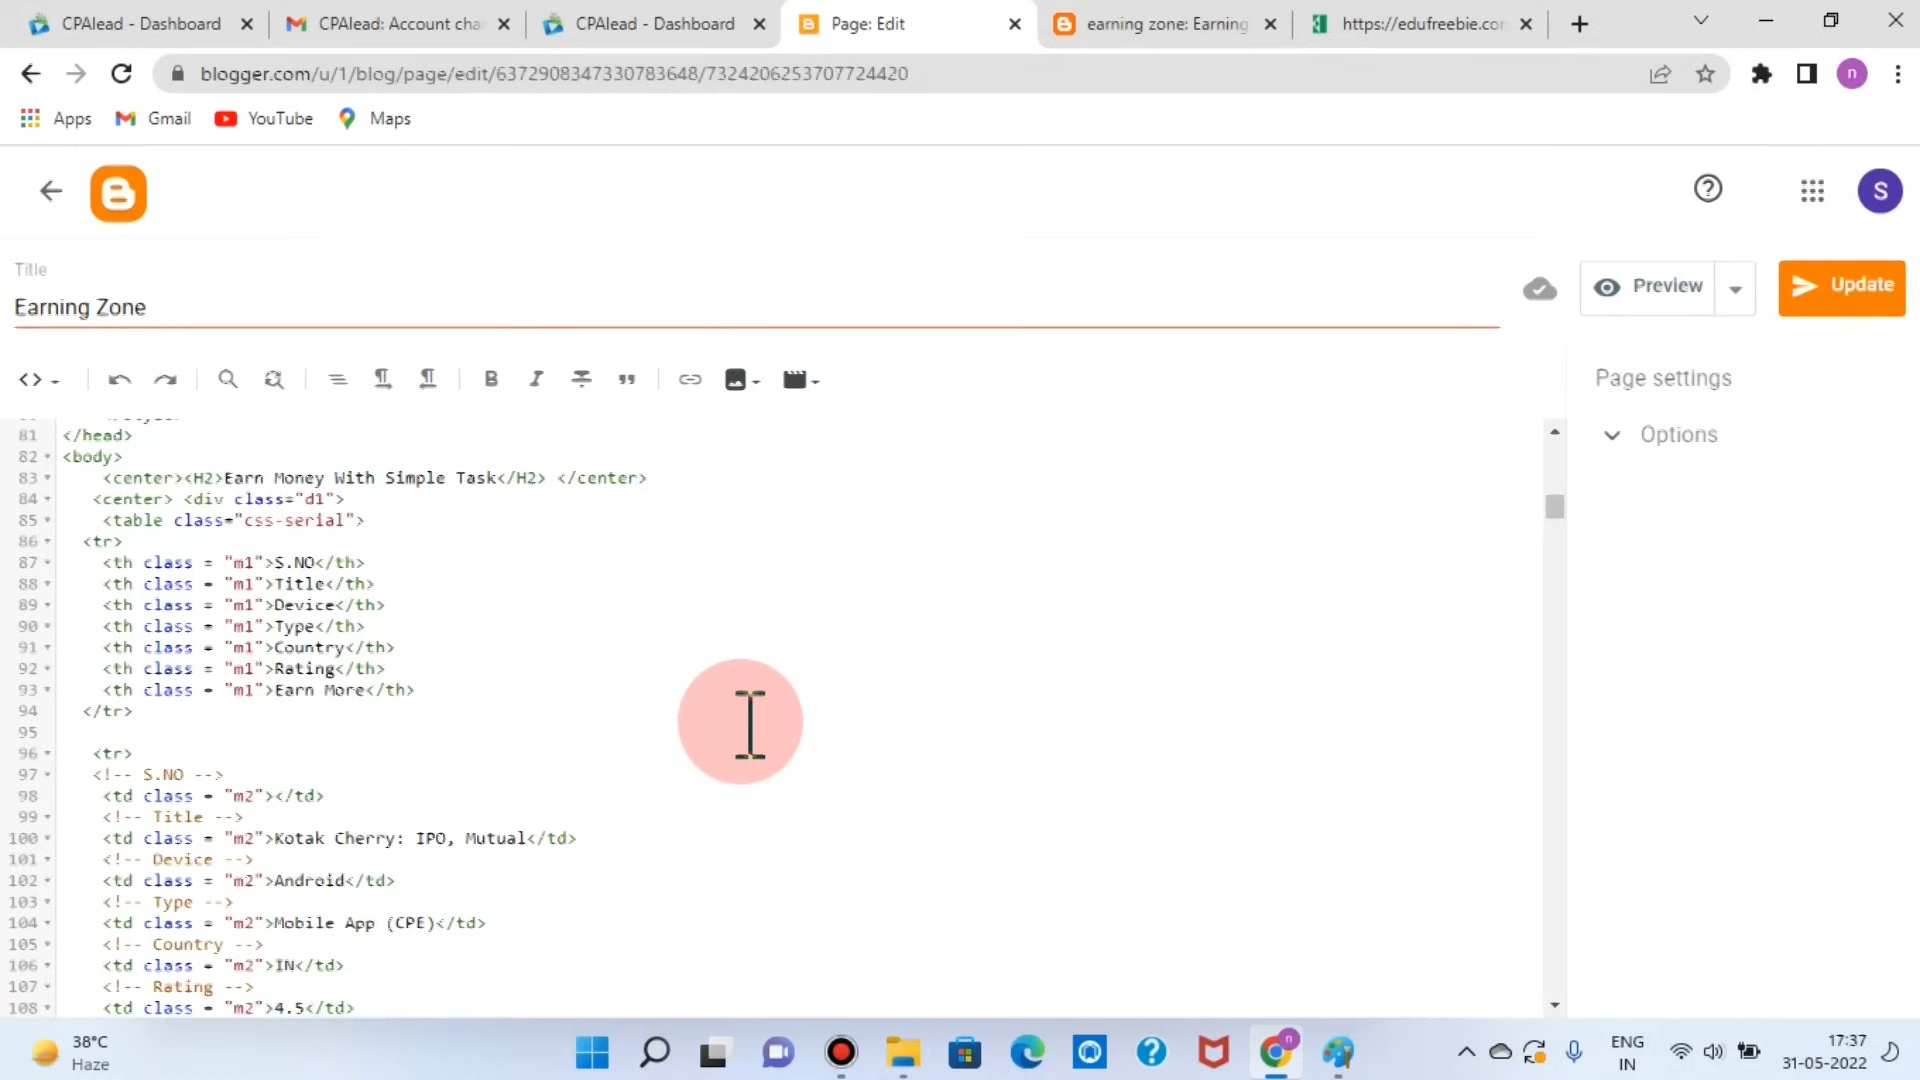 CPAlead - Dashboard
CPAlead: Account cha
CPAlead - Dashboard
Page: Edit
earning zone: Earning
https://edufreebie.con
blogger.com/u/1/blog/page/edit/6372908347330783648/7324206253707724420
n
Apps
Gmail
YouTube
Maps
S
Title
Earning Zone
Preview
Update
Page settings
Options
81 </head>
82 <body>
83 <center><H2>Earn Money With Simple Task</H2> </center>
84 <center> <div class="d1">
85 <table class="css-serial">
86 <tr>
87 <th class = "m1">S.NO</th>
88 <th class = "m1">Title</th>
89 <th class = "m1">Device</th>
90 <th class = "m1">Type</th>
91 <th class = "m1">Country</th>
92 <th class = "m1">Rating</th>
93 <th class = "m1">Earn More</th>
94 </tr>
95
96 <tr>
97 <!-- S.NO -->
98 <td class = "m2"></td>
99 <!-- Title -->
100 <td class = "m2">Kotak Cherry: IPO, Mutual</td>
101 <!-- Device -->
102 <td class = "m2">Android</td>
103 <!-- Type -->
104 <td class = "m2">Mobile App (CPE)</td>
105 <!-- Country -->
106 <td class = "m2">IN</td>
107 <!-- Rating -->
108 <td class = "m2">4.5</td>
38°C
Haze
n
ENG
IN
17:37
31-05-2022